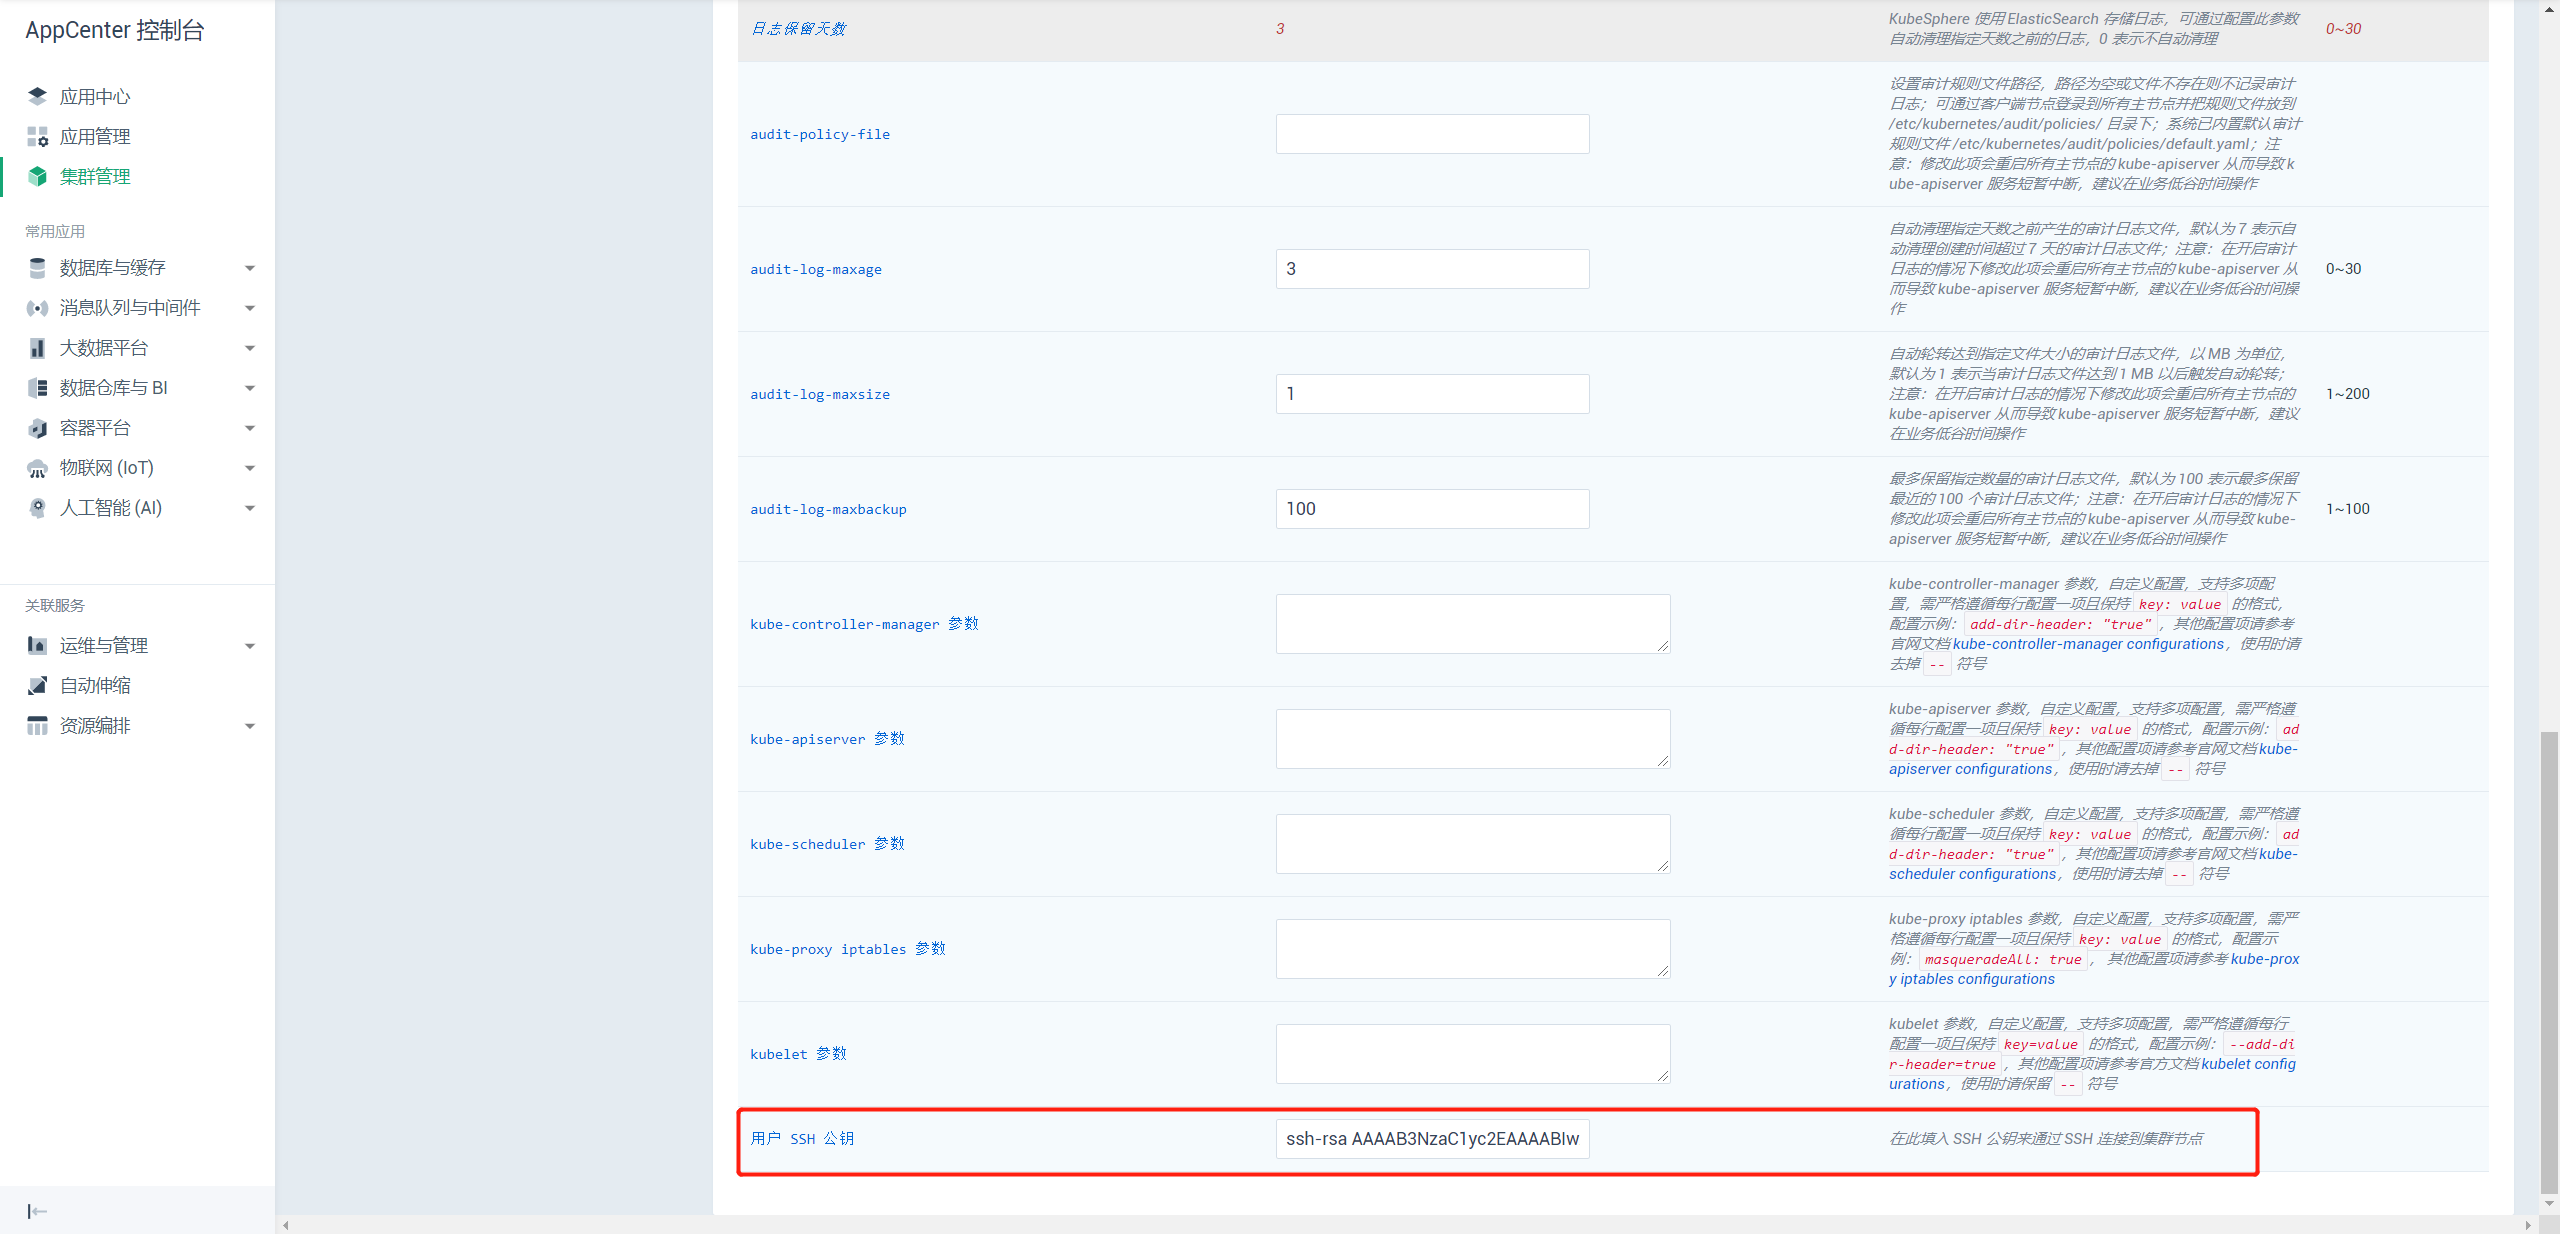 AppCenter 控制台
应用中心
应用管理
集群管理
常用应用
数据库与缓存
消息队列与中间件
大数据平台
数据仓库与 BI
容器平台
物联网 (IoT)
人工智能 (AI)
关联服务
运维与管理
自动伸缩
资源编排
日志保留天数
3
KubeSphere 使用 ElasticSearch 存储日志，可通过配置此参数
自动清理指定天数之前的日志，0 表示不自动清理
0~30
audit-policy-file
设置审计规则文件路径，路径为空或文件不存在则不记录审计
日志；可通过客户端节点登录到所有主节点并把规则文件放到
/etc/kubernetes/audit/policies/ 目录下；系统已内置默认审计
规则文件 /etc/kubernetes/audit/policies/default.yaml；注
意：修改此项会重启所有主节点的 kube-apiserver 从而导致 k
ube-apiserver 服务短暂中断，建议在业务低谷时间操作
audit-log-maxage
3
自动清理指定天数之前产生的审计日志文件，默认为 7 表示自
动清理创建时间超过 7 天的审计日志文件；注意：在开启审计
日志的情况下修改此项会重启所有主节点的 kube-apiserver 从
而导致 kube-apiserver 服务短暂中断，建议在业务低谷时间操
作
0~30
audit-log-maxsize
1
自动轮转达到指定文件大小的审计日志文件，以 MB 为单位，
默认为 1 表示当审计日志文件达到 1 MB 以后触发自动轮转；
注意：在开启审计日志的情况下修改此项会重启所有主节点的
kube-apiserver 从而导致 kube-apiserver 服务短暂中断，建议
在业务低谷时间操作
1~200
audit-log-maxbackup
100
最多保留指定数量的审计日志文件，默认为 100 表示最多保留
最近的 100 个审计日志文件；注意：在开启审计日志的情况下
修改此项会重启所有主节点的 kube-apiserver 从而导致 kube-
apiserver 服务短暂中断，建议在业务低谷时间操作
1~100
kube-controller-manager 参数
kube-controller-manager 参数，自定义配置，支持多项配
置，需严格遵循每行配置一项且保持 key: value 的格式，
配置示例： add-dir-header: "true" ，其他配置项请参考
官网文档 kube-controller-manager configurations，使用时请
去掉 -- 符号
kube-apiserver 参数
kube-apiserver 参数，自定义配置，支持多项配置，需严格遵
循每行配置一项且保持 key: value 的格式，配置示例： ad
d-dir-header: "true" ，其他配置项请参考官网文档 kube-
apiserver configurations，使用时请去掉 -- 符号
kube-scheduler 参数
kube-scheduler 参数，自定义配置，支持多项配置，需严格遵
循每行配置一项且保持 key: value 的格式，配置示例： ad
d-dir-header: "true" ，其他配置项请参考官网文档 kube-
scheduler configurations，使用时请去掉 -- 符号
kube-proxy iptables 参数
kube-proxy iptables 参数，自定义配置，支持多项配置，需严
格遵循每行配置一项且保持 key: value 的格式，配置示
例： masqueradeAll: true ， 其他配置项请参考 kube-prox
y iptables configurations
kubelet 参数
kubelet 参数，自定义配置，支持多项配置，需严格遵循每行
配置一项且保持 key=value 的格式，配置示例： --add-di
r-header=true ，其他配置项请参考官方文档 kubelet config
urations，使用时请保留 -- 符号
用户 SSH 公钥
ssh-rsa AAAAB3NzaC1yc2EAAAABIw
在此填入 SSH 公钥来通过 SSH 连接到集群节点